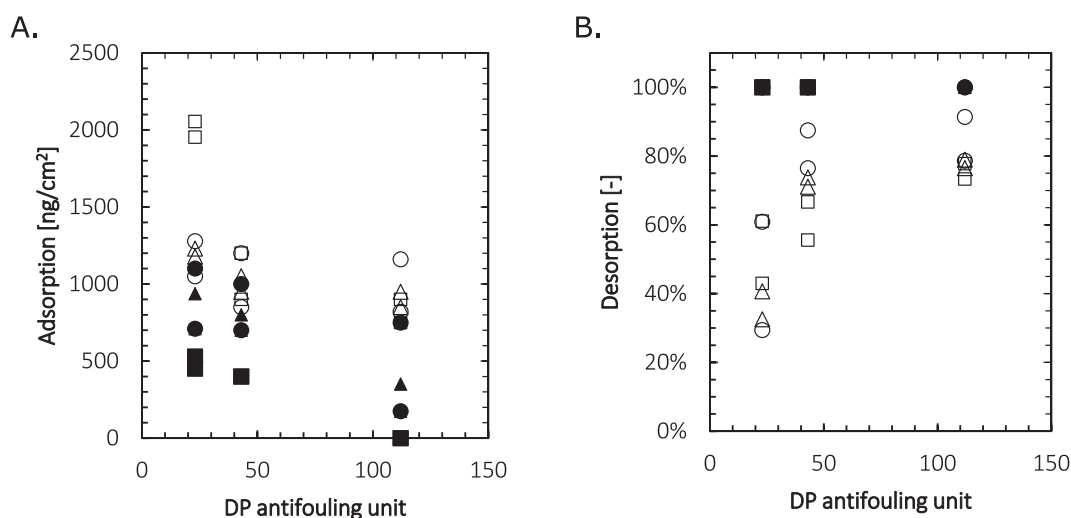 A.
2500
2000
1500
1000
500
0
0 50 100 150
Adsorption [ng/cm²]
DP antifouling unit
B.
100%
80%
60%
40%
20%
0%
0 50 100 150
Desorption [-]
DP antifouling unit